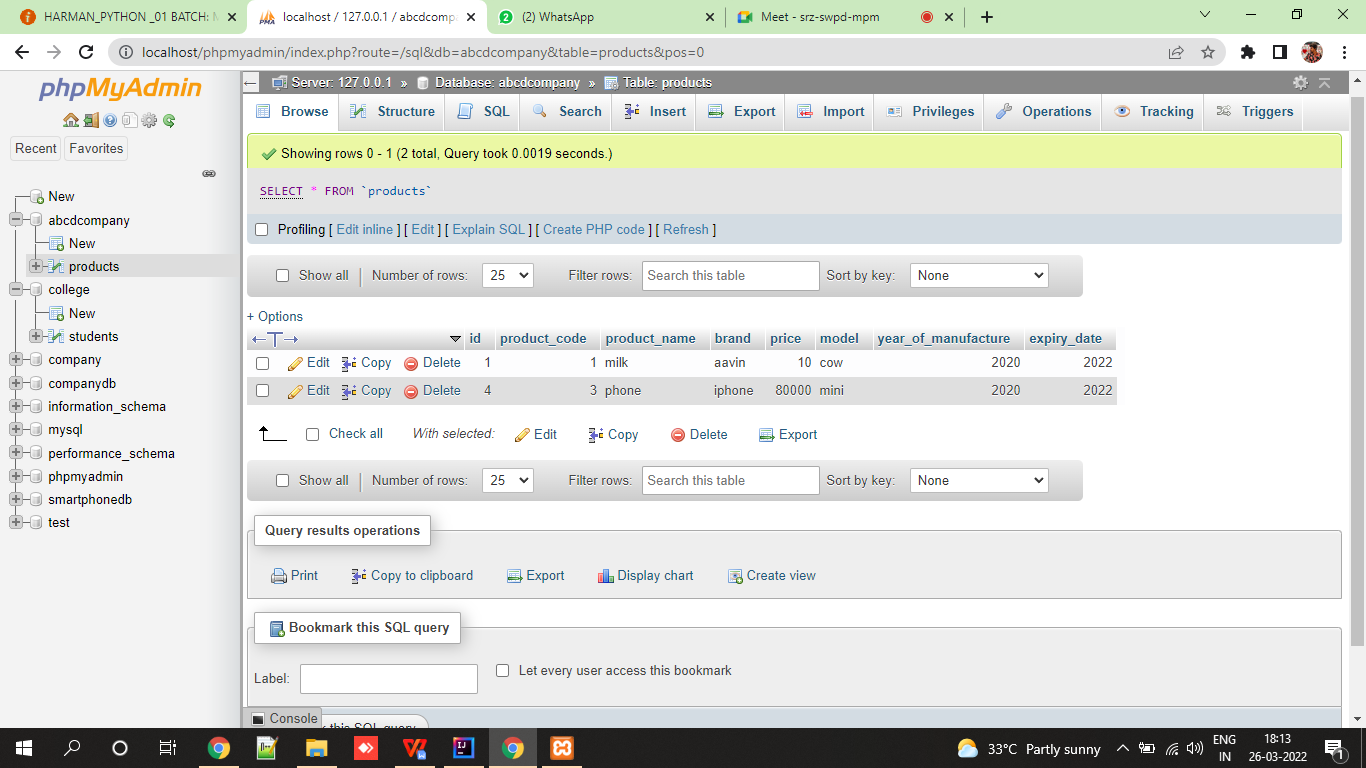 HARMAN_PYTHON _01 BATCH: M
localhost / 127.0.0.1 / abcdcompa
(2) WhatsApp
Meet - srz-swpd-mpm
localhost/phpmyadmin/index.php?route=/sql&db=abcdcompany&table=products&pos=0
phpMyAdmin
Recent Favorites
New
abcdcompany
New
products
college
New
students
company
companydb
information_schema
mysql
performance_schema
phpmyadmin
smartphonedb
test
Server: 127.0.0.1 » Database: abcdcompany » Table: products
Browse Structure SQL Search Insert Export Import Privileges Operations Tracking Triggers
Showing rows 0 - 1 (2 total, Query took 0.0019 seconds.)
SELECT * FROM `products`
Profiling [ Edit inline ] [ Edit ] [ Explain SQL ] [ Create PHP code ] [ Refresh ]
Show all | Number of rows: 25 Filter rows: Search this table Sort by key: None
+ Options
id product_code product_name brand price model year_of_manufacture expiry_date
Edit Copy Delete 1 1 milk aavin 10 cow 2020 2022
Edit Copy Delete 4 3 phone iphone 80000 mini 2020 2022
Check all With selected: Edit Copy Delete Export
Show all | Number of rows: 25 Filter rows: Search this table Sort by key: None
Query results operations
Print Copy to clipboard Export Display chart Create view
Bookmark this SQL query
Label: Let every user access this bookmark
Console
this SQL query
33°C Partly sunny
ENG
IN
18:13
26-03-2022
1